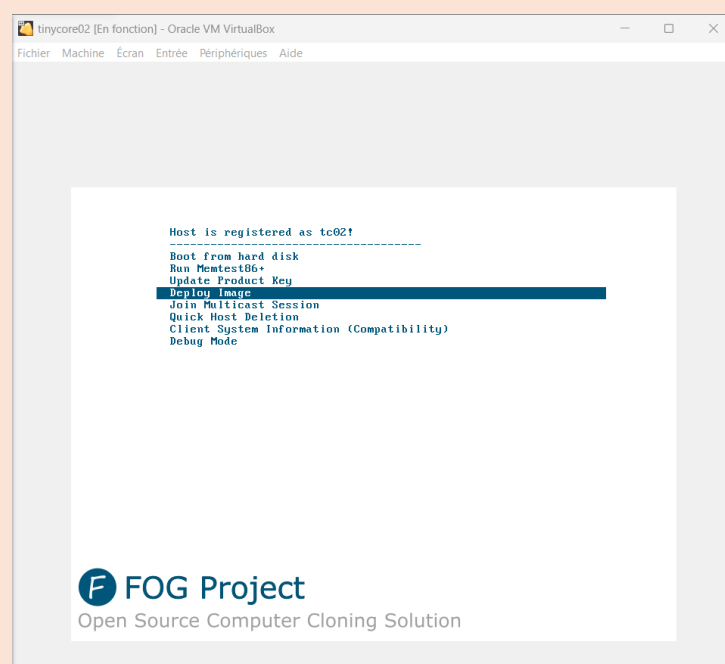 tinycore02 [En fonction] - Oracle VM VirtualBox
Fichier Machine Écran Entrée Périphériques Aide
Host is registered as tc02!
-------------------------------------
Boot from hard disk
Run Memtest86+
Update Product Key
Deploy Image
Join Multicast Session
Quick Host Deletion
Client System Information (Compatibility)
Debug Mode
F FOG Project
Open Source Computer Cloning Solution